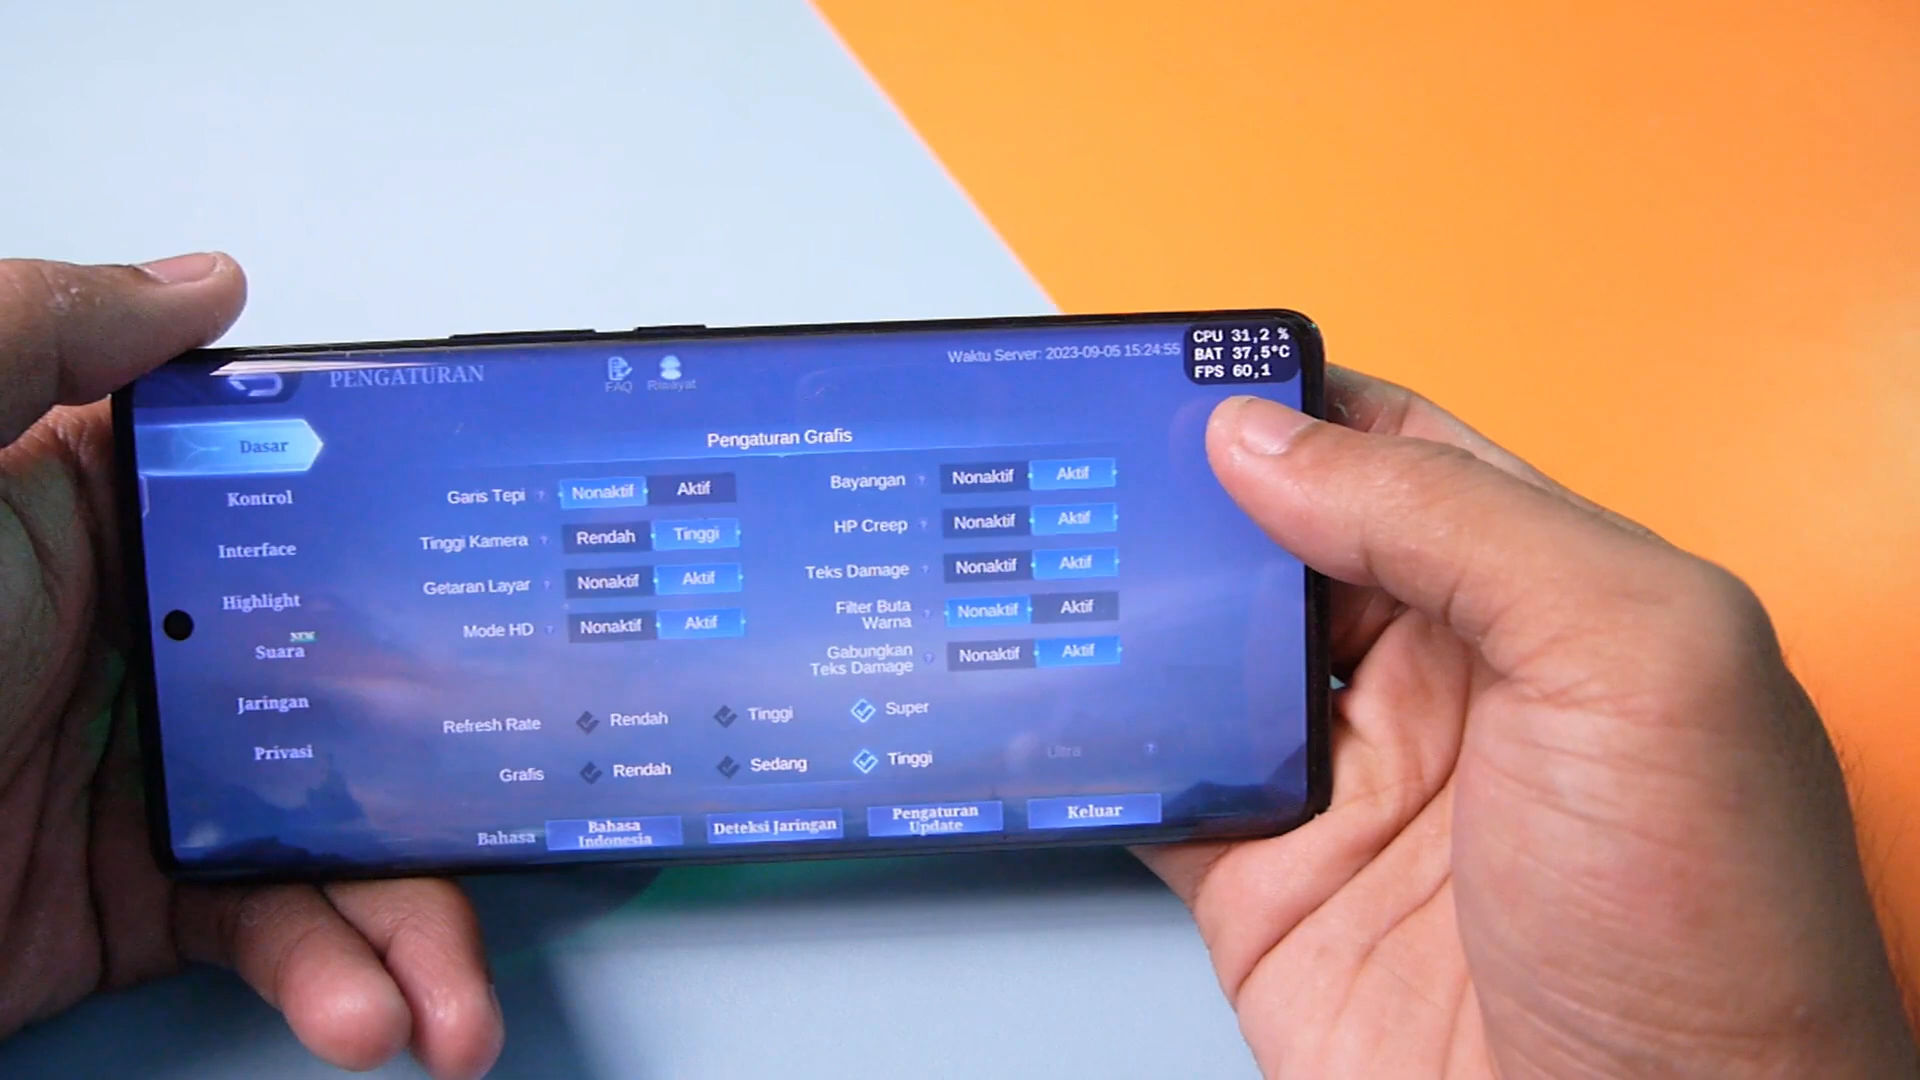 PENGATURAN
FAQ
Riwayat
Waktu Server: 2023-09-05 15:24:55
CPU 31,2 %
BAT 37,5°C
FPS 60,1
Dasar
Kontrol
Interface
Highlight
NEW
Suara
Jaringan
Privasi
Pengaturan Grafis
Garis Tepi ? Nonaktif Aktif
Tinggi Kamera ? Rendah Tinggi
Getaran Layar ? Nonaktif Aktif
Mode HD ? Nonaktif Aktif
Bayangan ? Nonaktif Aktif
HP Creep ? Nonaktif Aktif
Teks Damage ? Nonaktif Aktif
Filter Buta
Warna ? Nonaktif Aktif
Gabungkan
Teks Damage ? Nonaktif Aktif
Refresh Rate Rendah Tinggi Super
Grafis Rendah Sedang Tinggi Ultra ?
Bahasa
Bahasa
Indonesia
Deteksi Jaringan
Pengaturan
Update
Keluar